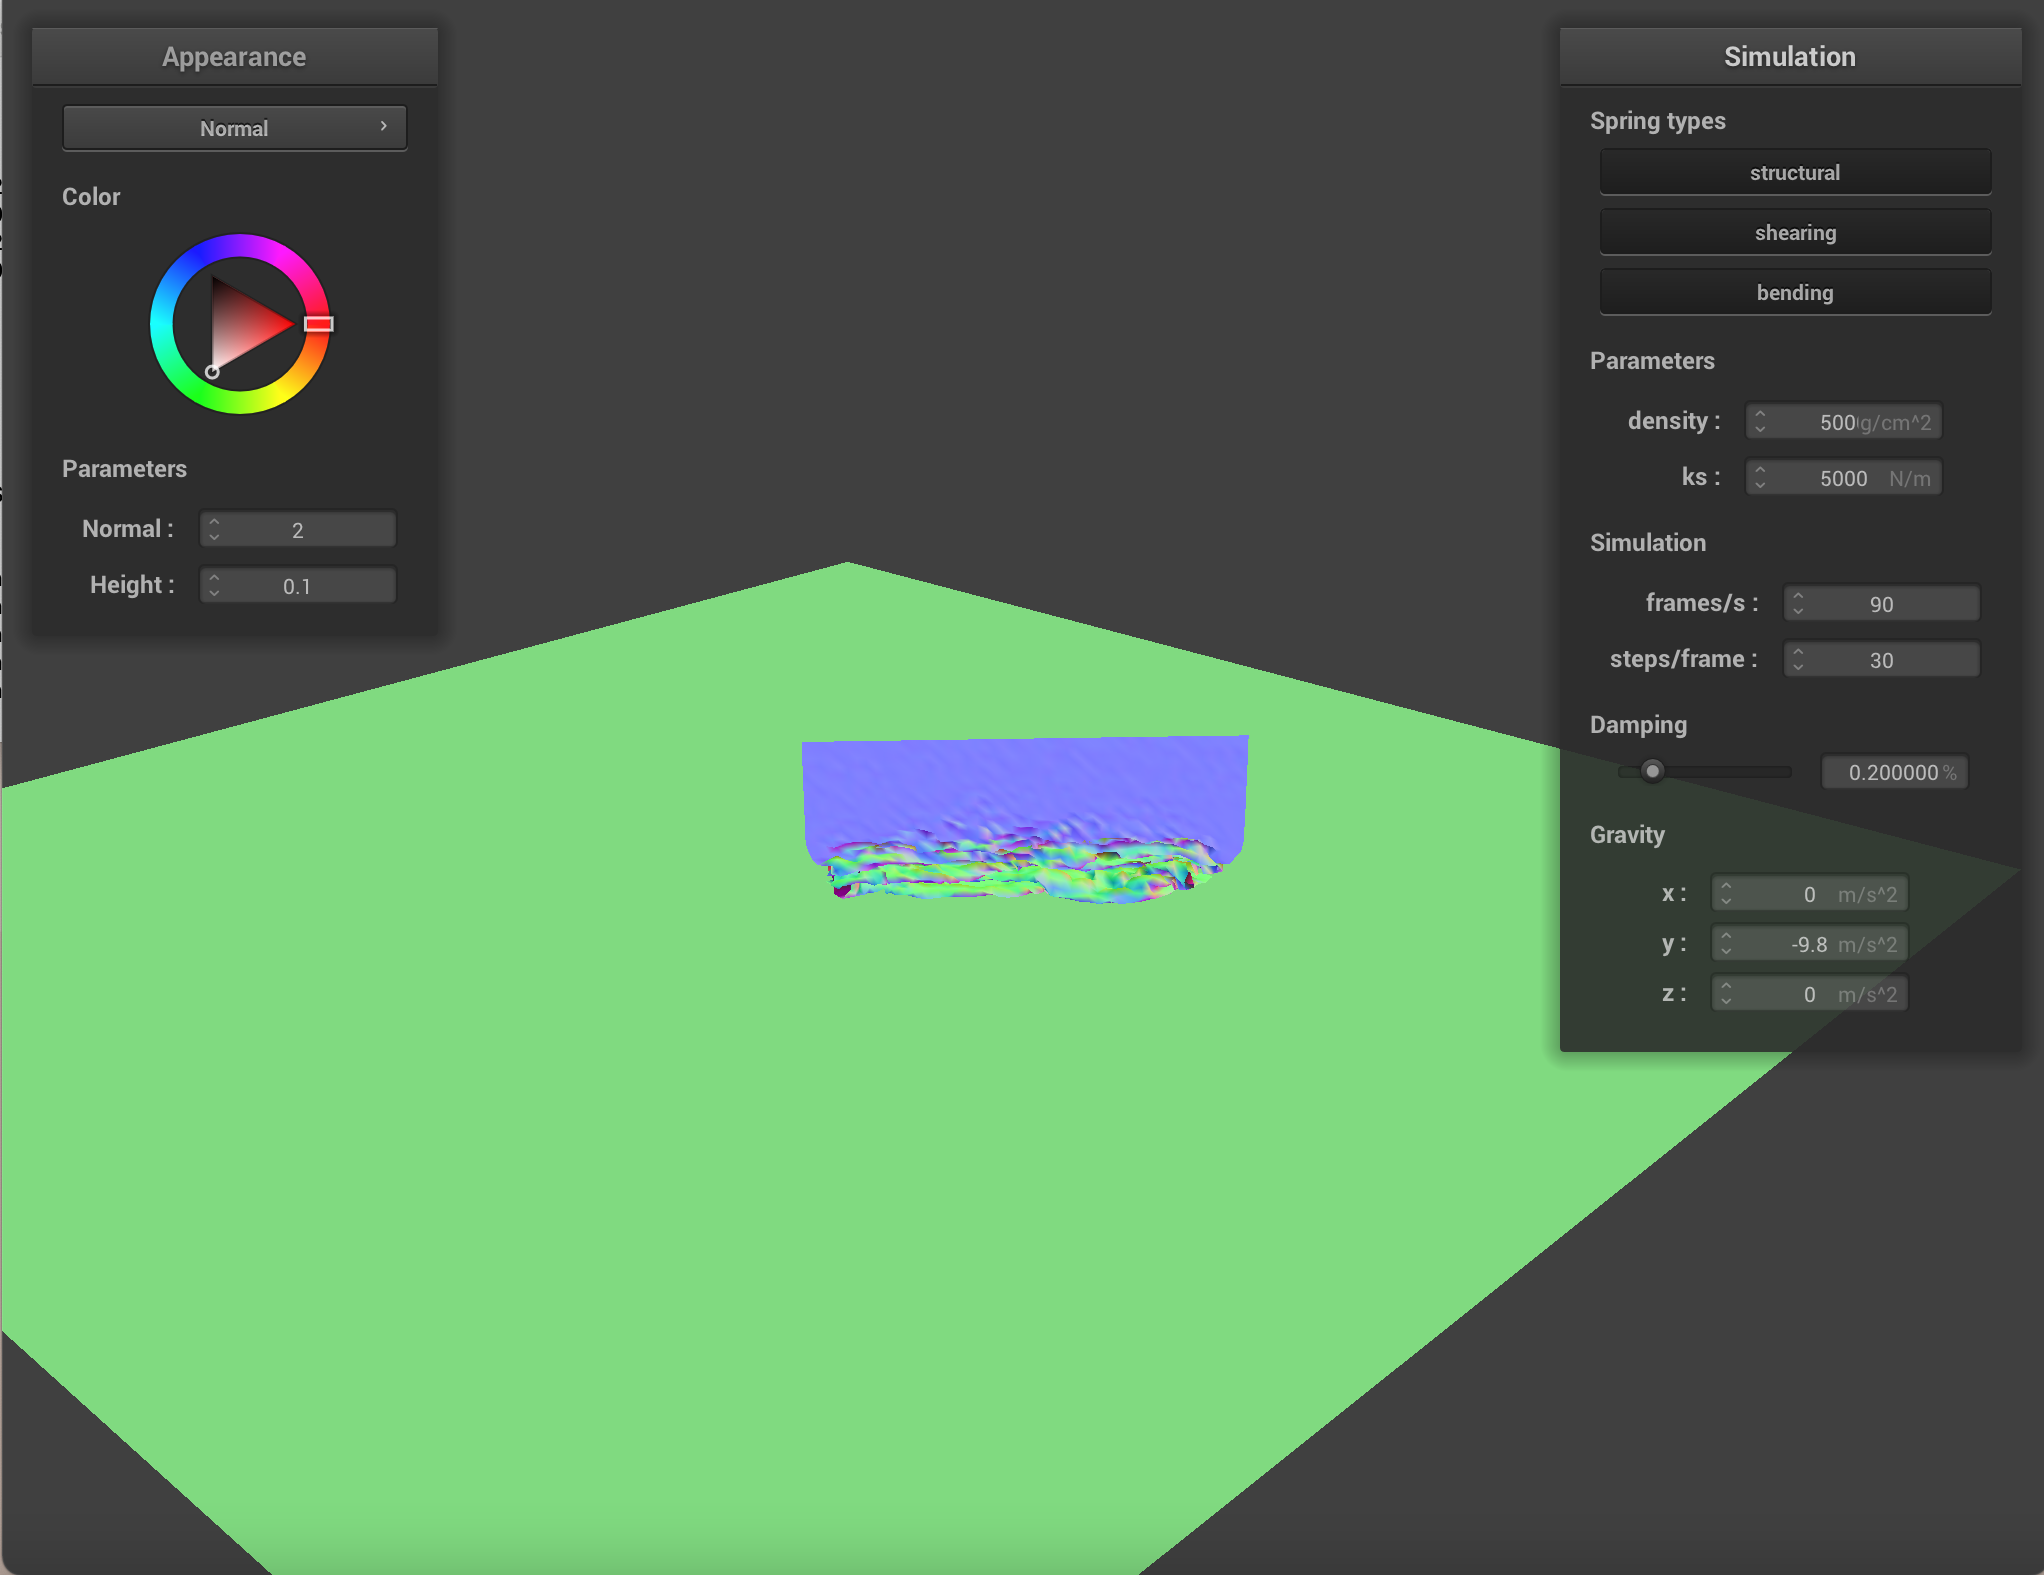 Appearance
Normal
Color
Parameters
Normal :
2
Height :
0.1
Simulation
Spring types
structural
shearing
bending
Parameters
density :
500 g/cm^2
ks :
5000 N/m
Simulation
frames/s :
90
steps/frame :
30
Damping
0.200000 %
Gravity
x :
0 m/s^2
y :
-9.8 m/s^2
z :
0 m/s^2